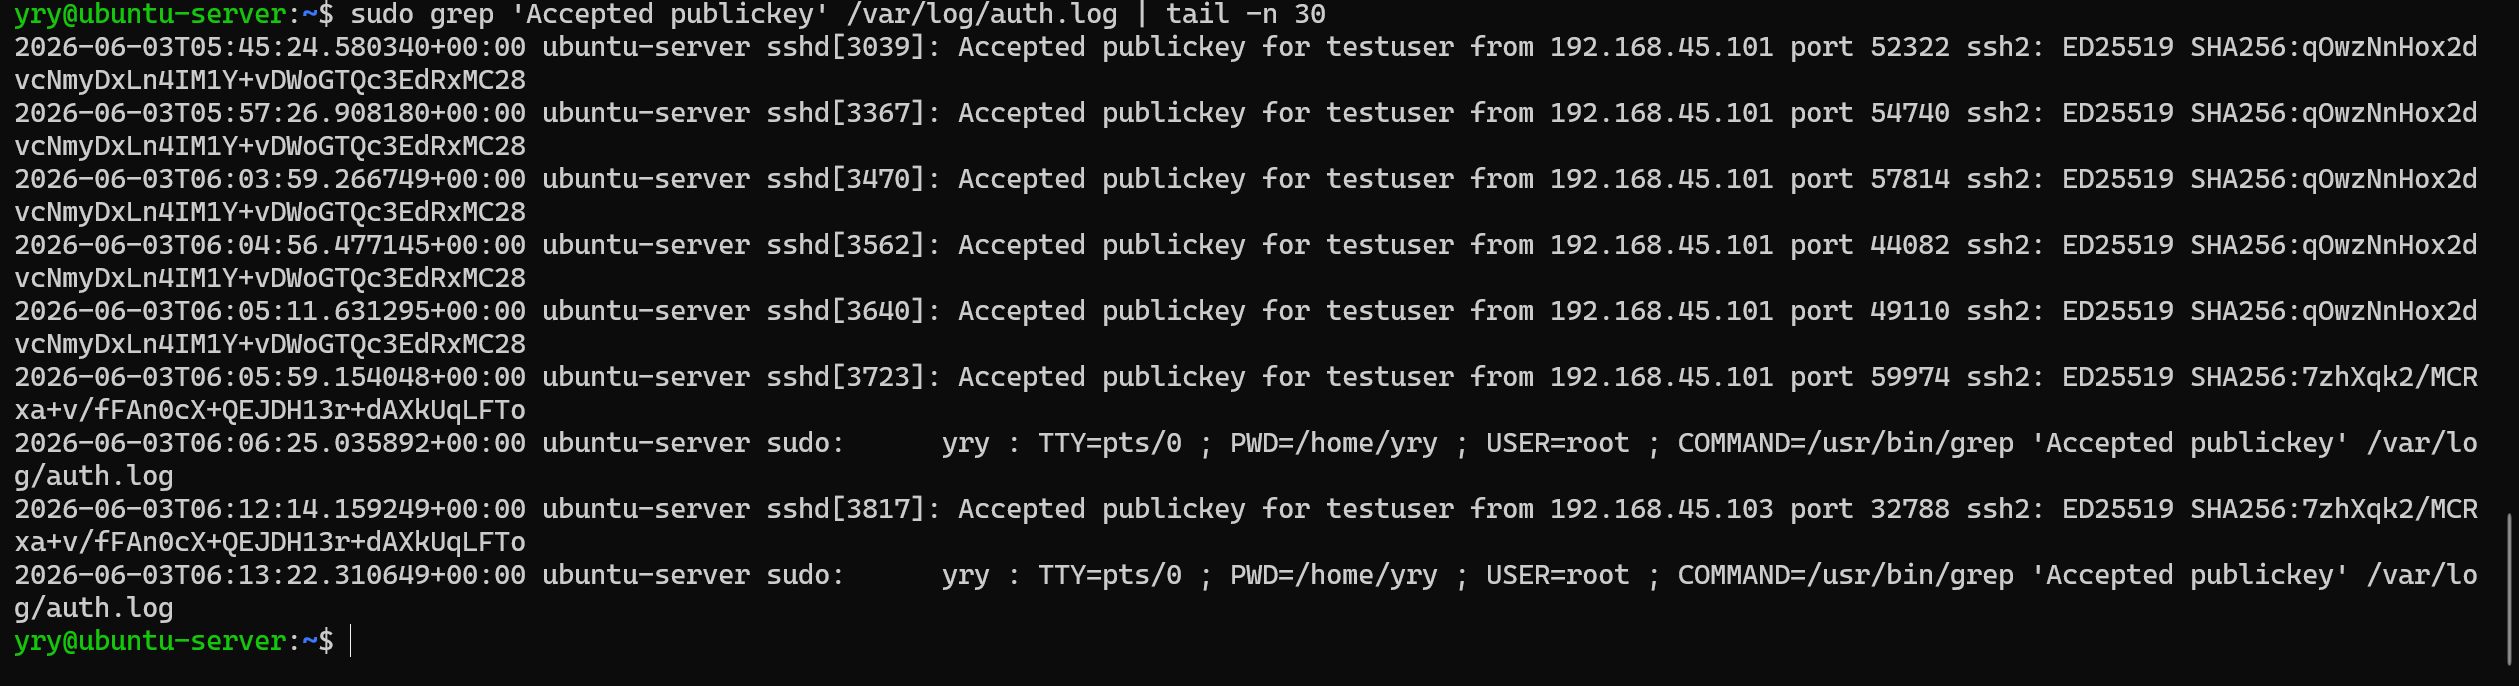 yry@ubuntu-server:~$ sudo grep 'Accepted publickey' /var/log/auth.log | tail -n 30
2026-06-03T05:45:24.580340+00:00 ubuntu-server sshd[3039]: Accepted publickey for testuser from 192.168.45.101 port 52322 ssh2: ED25519 SHA256:qOwzNnHox2d
vcNmyDxLn4IM1Y+vDWoGTQc3EdRxMC28
2026-06-03T05:57:26.908180+00:00 ubuntu-server sshd[3367]: Accepted publickey for testuser from 192.168.45.101 port 54740 ssh2: ED25519 SHA256:qOwzNnHox2d
vcNmyDxLn4IM1Y+vDWoGTQc3EdRxMC28
2026-06-03T06:03:59.266749+00:00 ubuntu-server sshd[3470]: Accepted publickey for testuser from 192.168.45.101 port 57814 ssh2: ED25519 SHA256:qOwzNnHox2d
vcNmyDxLn4IM1Y+vDWoGTQc3EdRxMC28
2026-06-03T06:04:56.477145+00:00 ubuntu-server sshd[3562]: Accepted publickey for testuser from 192.168.45.101 port 44082 ssh2: ED25519 SHA256:qOwzNnHox2d
vcNmyDxLn4IM1Y+vDWoGTQc3EdRxMC28
2026-06-03T06:05:11.631295+00:00 ubuntu-server sshd[3640]: Accepted publickey for testuser from 192.168.45.101 port 49110 ssh2: ED25519 SHA256:qOwzNnHox2d
vcNmyDxLn4IM1Y+vDWoGTQc3EdRxMC28
2026-06-03T06:05:59.154048+00:00 ubuntu-server sshd[3723]: Accepted publickey for testuser from 192.168.45.101 port 59974 ssh2: ED25519 SHA256:7zhXqk2/MCR
xa+v/fFAn0cX+QEJDH13r+dAXkUqLFTo
2026-06-03T06:06:25.035892+00:00 ubuntu-server sudo:      yry : TTY=pts/0 ; PWD=/home/yry ; USER=root ; COMMAND=/usr/bin/grep 'Accepted publickey' /var/lo
g/auth.log
2026-06-03T06:12:14.159249+00:00 ubuntu-server sshd[3817]: Accepted publickey for testuser from 192.168.45.103 port 32788 ssh2: ED25519 SHA256:7zhXqk2/MCR
xa+v/fFAn0cX+QEJDH13r+dAXkUqLFTo
2026-06-03T06:13:22.310649+00:00 ubuntu-server sudo:      yry : TTY=pts/0 ; PWD=/home/yry ; USER=root ; COMMAND=/usr/bin/grep 'Accepted publickey' /var/lo
g/auth.log
yry@ubuntu-server:~$